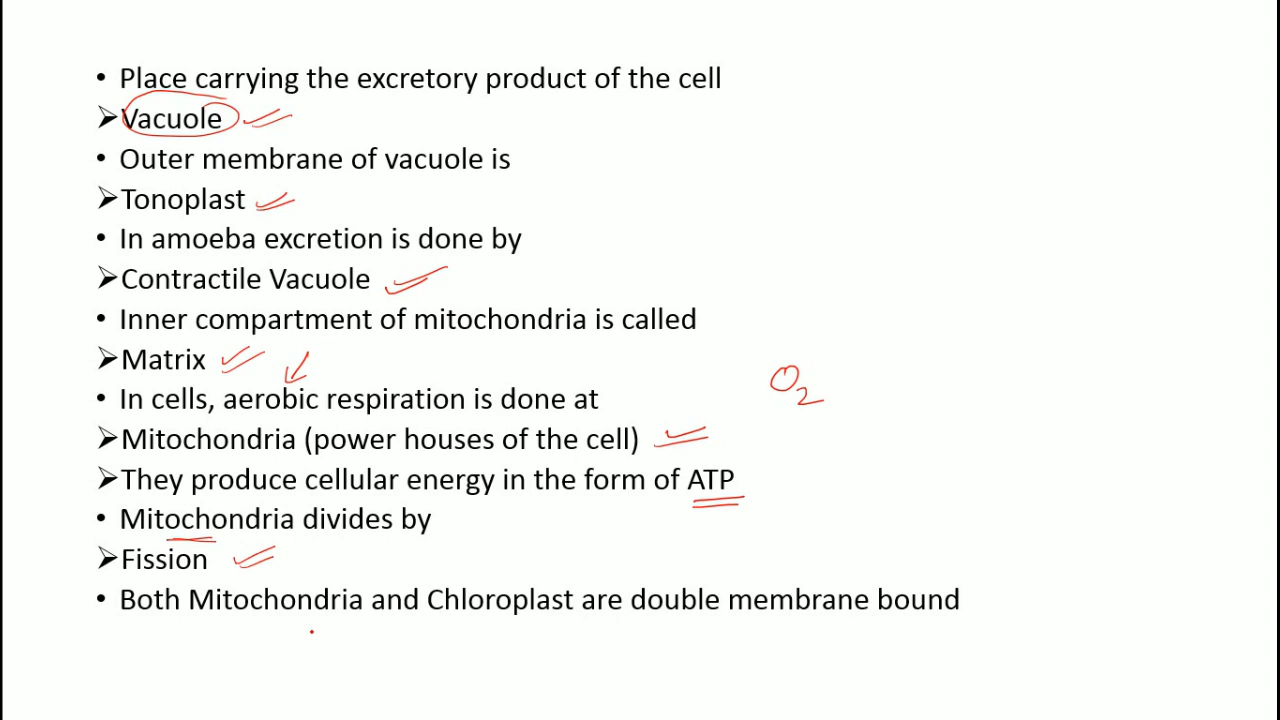 • Place carrying the excretory product of the cell
➢Vacuole
• Outer membrane of vacuole is
➢Tonoplast
• In amoeba excretion is done by
➢Contractile Vacuole
• Inner compartment of mitochondria is called
➢Matrix
• In cells, aerobic respiration is done at
O2
➢Mitochondria (power houses of the cell)
➢They produce cellular energy in the form of ATP
• Mitochondria divides by
➢Fission
• Both Mitochondria and Chloroplast are double membrane bound